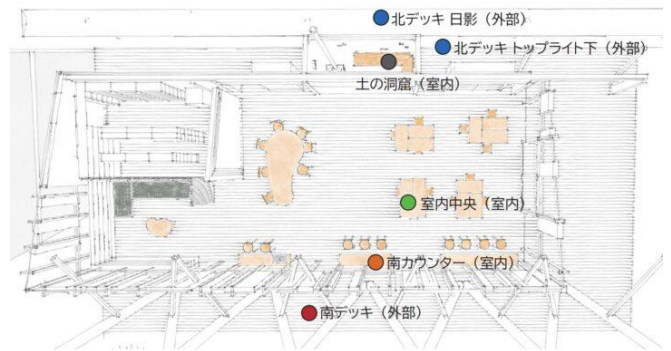 北デッキ 日影（外部）
北デッキ トップライト下（外部）
土の洞窟（室内）
室内中央（室内）
南カウンター（室内）
南デッキ（外部）